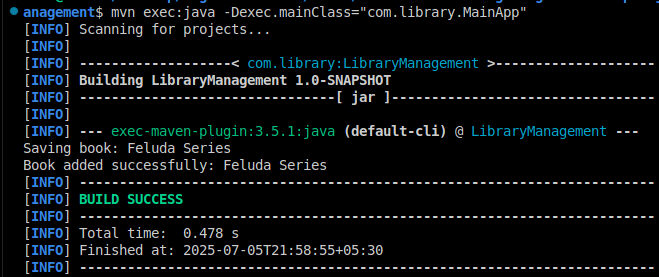 anagement$ mvn exec:java -Dexec.mainClass="com.library.MainApp"
[INFO] Scanning for projects...
[INFO]
[INFO] -------------------< com.library:LibraryManagement >--------------------
[INFO] Building LibraryManagement 1.0-SNAPSHOT
[INFO] --------------------------------[ jar ]---------------------------------
[INFO]
[INFO] --- exec-maven-plugin:3.5.1:java (default-cli) @ LibraryManagement ---
Saving book: Feluda Series
Book added successfully: Feluda Series
[INFO] ------------------------------------------------------------------------
[INFO] BUILD SUCCESS
[INFO] ------------------------------------------------------------------------
[INFO] Total time:  0.478 s
[INFO] Finished at: 2025-07-05T21:58:55+05:30
[INFO] ------------------------------------------------------------------------